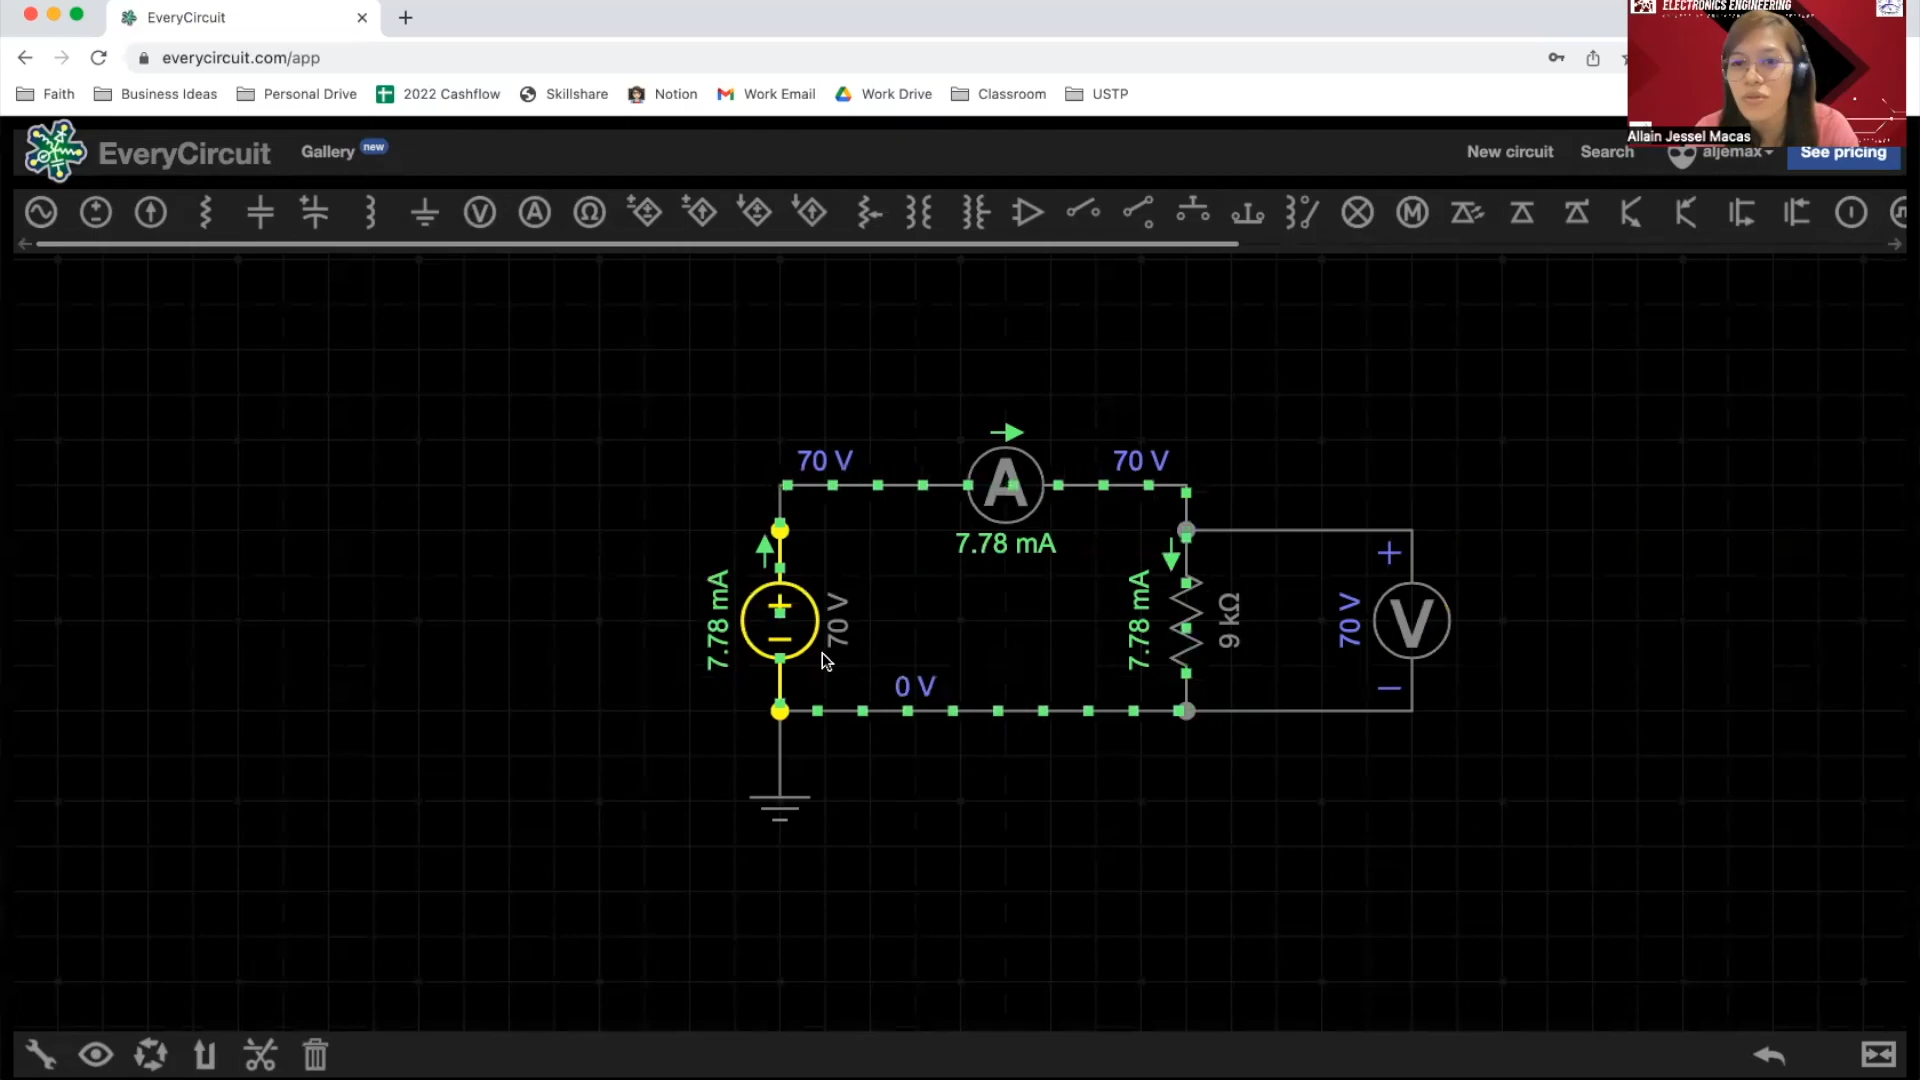 EveryCircuit
everycircuit.com/app
Faith
Business Ideas
Personal Drive
2022 Cashflow
Skillshare
Notion
Work Email
Work Drive
Classroom
USTP
ELECTRONICS ENGINEERING
Allain Jessel Macas
EveryCircuit
Gallery new
New circuit
Search
aljemax
See pricing
V
A
Ω
M
70 V
70 V
A
7.78 mA
7.78 mA
70 V
7.78 mA
9 kΩ
70 V
V
0 V